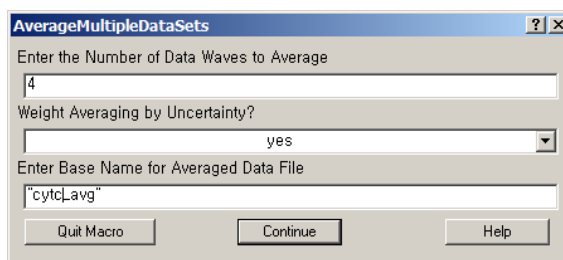 AverageMultipleDataSets
Enter the Number of Data Waves to Average
4
Weight Averaging by Uncertainty?
yes
Enter Base Name for Averaged Data File
"cytc_avg"
Quit Macro Continue Help